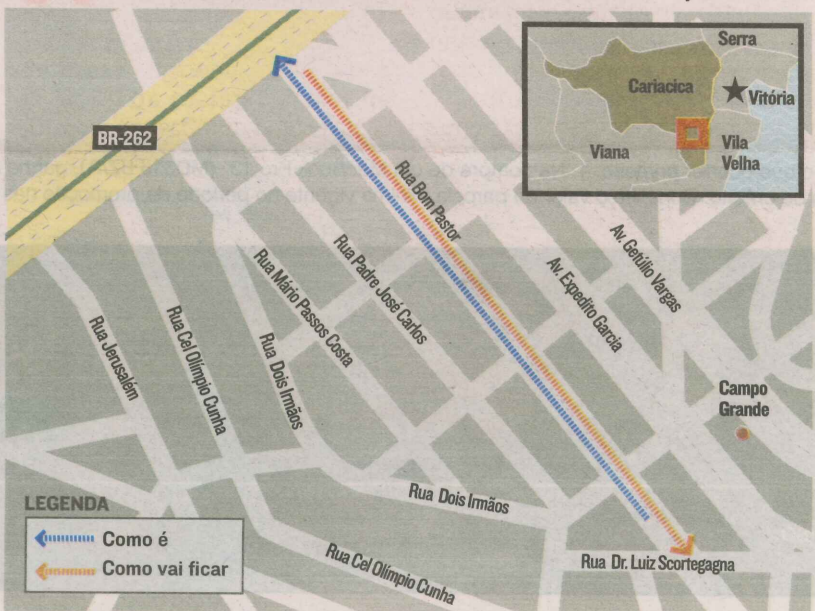 Serra
Cariacica
Vitória
Viana
Vila
Velha
BR-262
Rua Bom Pastor
Rua Padre José Carlos
Rua Mário Passos Costa
Av. Getúlio Vargas
Av. Expedito Garcia
Rua Jerusalém
Rua Cel Olímpio Cunha
Rua Dois Irmãos
Campo
Grande
Rua Dois Irmãos
Rua Dr. Luiz Scortegagna
Rua Cel Olímpio Cunha
LEGENDA
Como é
Como vai ficar